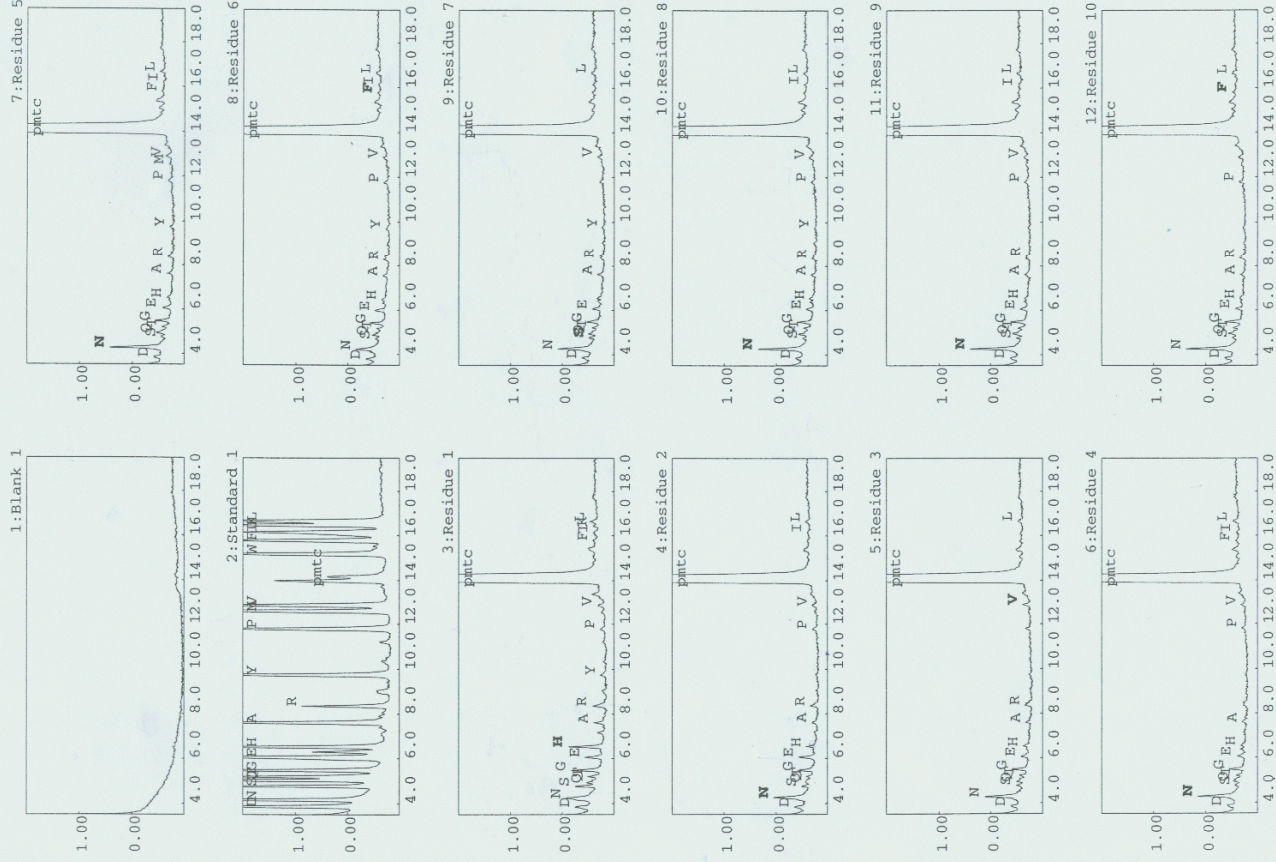 1:Blank 1
1.00
0.00
4.0 6.0 8.0 10.0 12.0 14.0 16.0 18.0
2:Standard 1
D N S Q T G E H A R Y P M V pmtc W F I K L
1.00
0.00
4.0 6.0 8.0 10.0 12.0 14.0 16.0 18.0
3:Residue 1
pmtc
D N S Q T G E H A R Y P V F I K L
1.00
0.00
4.0 6.0 8.0 10.0 12.0 14.0 16.0 18.0
4:Residue 2
pmtc
D N S Q T G E H A R P V I L
1.00
0.00
4.0 6.0 8.0 10.0 12.0 14.0 16.0 18.0
5:Residue 3
pmtc
D N S Q T G E H A R V L
1.00
0.00
4.0 6.0 8.0 10.0 12.0 14.0 16.0 18.0
6:Residue 4
pmtc
D N S Q T G E H A P V F I L
1.00
0.00
4.0 6.0 8.0 10.0 12.0 14.0 16.0 18.0
7:Residue 5
pmtc
D N S Q T G E H A R Y P M V F I L
1.00
0.00
4.0 6.0 8.0 10.0 12.0 14.0 16.0 18.0
8:Residue 6
pmtc
D N S Q T G E H A R Y P V F I L
1.00
0.00
4.0 6.0 8.0 10.0 12.0 14.0 16.0 18.0
9:Residue 7
pmtc
D N S Q T G E A R Y V L
1.00
0.00
4.0 6.0 8.0 10.0 12.0 14.0 16.0 18.0
10:Residue 8
pmtc
D N S Q T G E H A R Y P V I L
1.00
0.00
4.0 6.0 8.0 10.0 12.0 14.0 16.0 18.0
11:Residue 9
pmtc
D N S Q T G E H A R P V I L
1.00
0.00
4.0 6.0 8.0 10.0 12.0 14.0 16.0 18.0
12:Residue 10
pmtc
D N S Q T G E H A R P F L
1.00
0.00
4.0 6.0 8.0 10.0 12.0 14.0 16.0 18.0